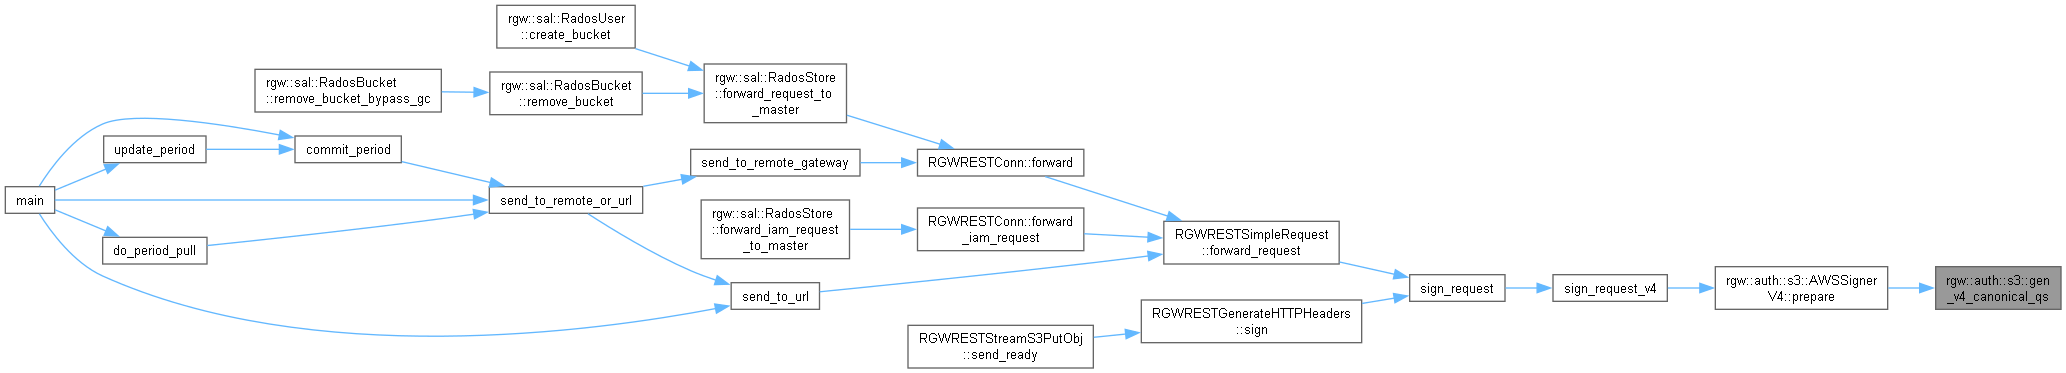 rgw::sal::RadosUser
::create_bucket
rgw::sal::RadosBucket
::remove_bucket_bypass_gc
rgw::sal::RadosBucket
::remove_bucket
rgw::sal::RadosStore
::forward_request_to
_master
update_period
commit_period
send_to_remote_gateway
RGWRESTConn::forward
main
send_to_remote_or_url
rgw::sal::RadosStore
::forward_iam_request
_to_master
RGWRESTConn::forward
_iam_request
RGWRESTSimpleRequest
::forward_request
do_period_pull
send_to_url
sign_request
sign_request_v4
rgw::auth::s3::AWSSigner
V4::prepare
rgw::auth::s3::gen
_v4_canonical_qs
RGWRESTGenerateHTTPHeaders
::sign
RGWRESTStreamS3PutObj
::send_ready